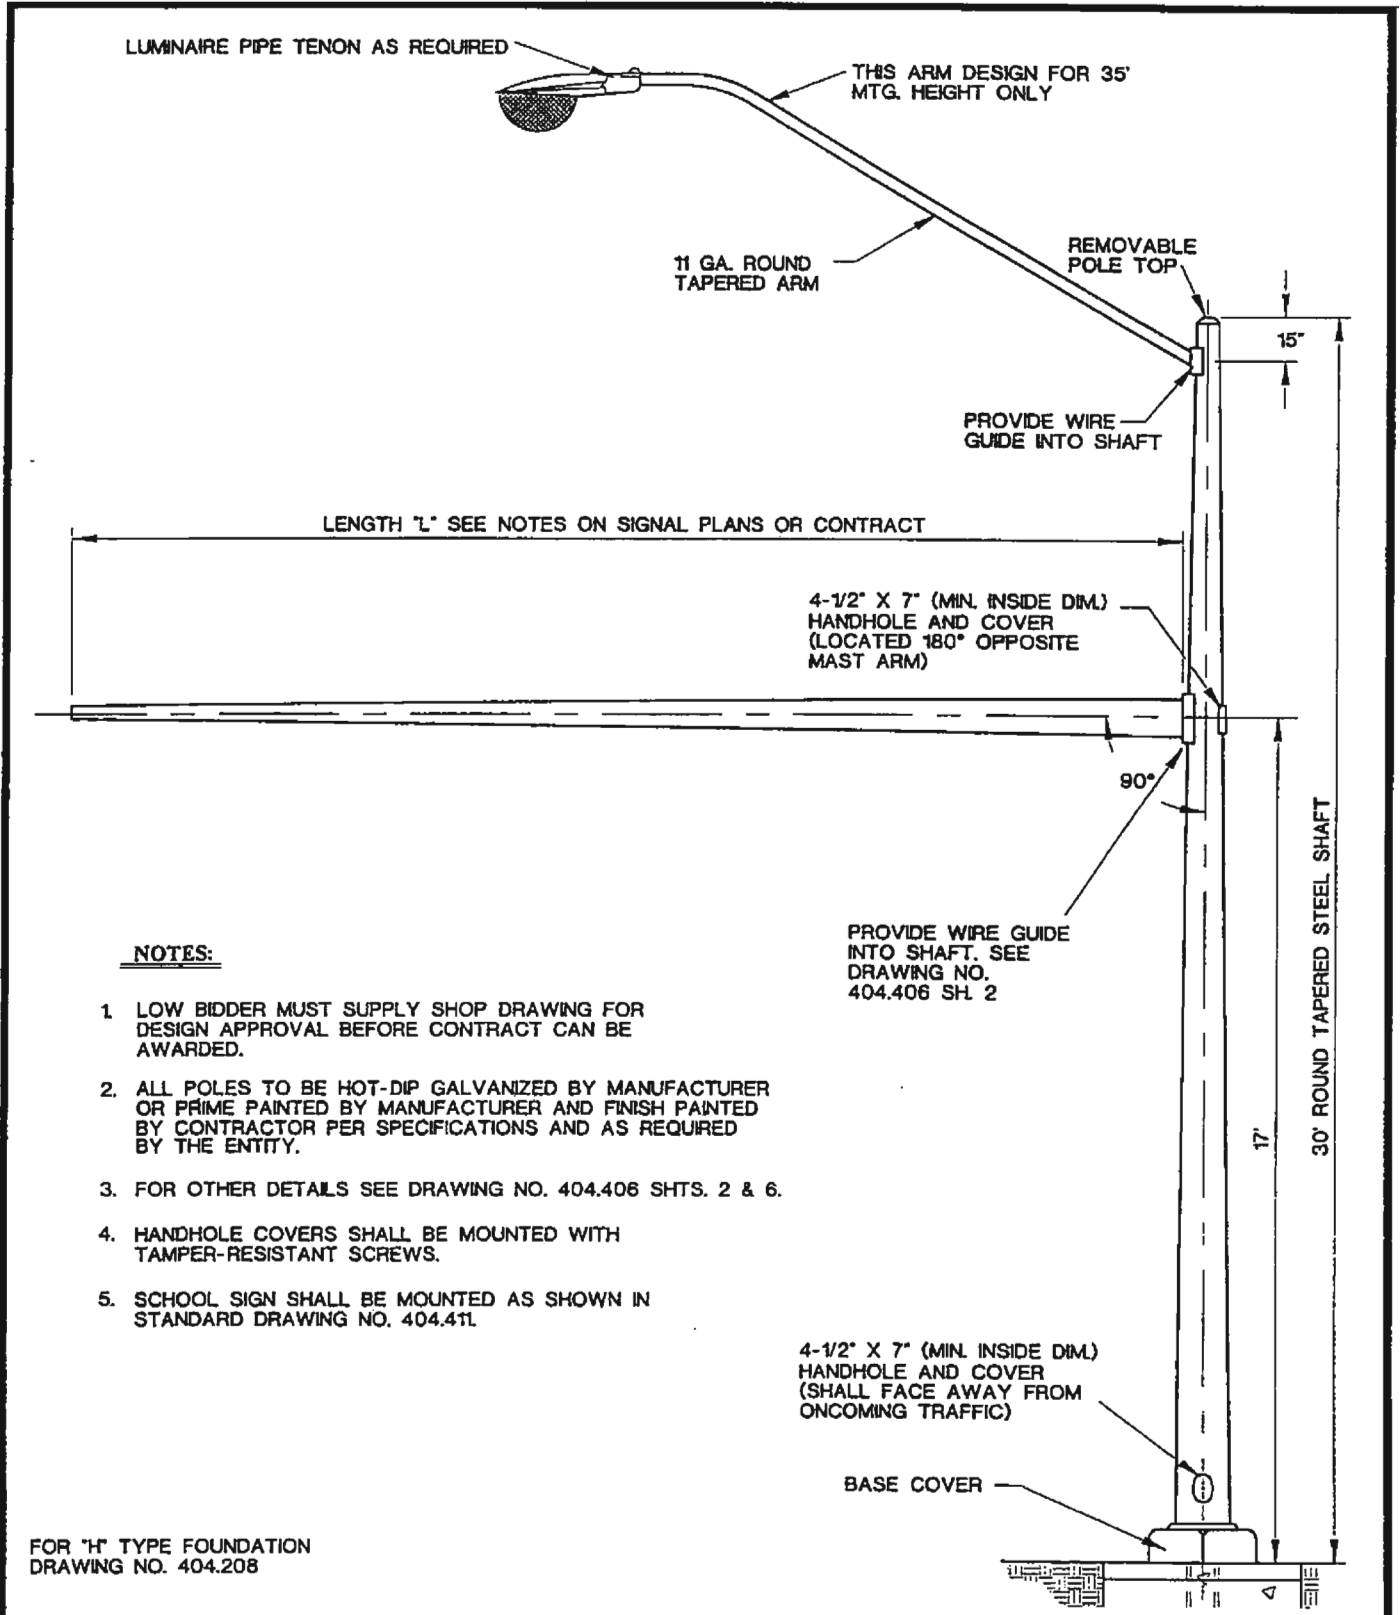 LUMINAIRE PIPE TENON AS REQUIRED
THIS ARM DESIGN FOR 35'
MTG. HEIGHT ONLY
11 GA. ROUND
TAPERED ARM
REMOVABLE
POLE TOP
15"
PROVIDE WIRE
GUIDE INTO SHAFT
LENGTH "L" SEE NOTES ON SIGNAL PLANS OR CONTRACT
4-1/2" X 7" (MIN. INSIDE DIM.)
HANDHOLE AND COVER
(LOCATED 180° OPPOSITE
MAST ARM)
90°
30' ROUND TAPERED STEEL SHAFT
17'
PROVIDE WIRE GUIDE
INTO SHAFT. SEE
DRAWING NO.
404.406 SH. 2
NOTES:
1. LOW BIDDER MUST SUPPLY SHOP DRAWING FOR
DESIGN APPROVAL BEFORE CONTRACT CAN BE
AWARDED.
2. ALL POLES TO BE HOT-DIP GALVANIZED BY MANUFACTURER
OR PRIME PAINTED BY MANUFACTURER AND FINISH PAINTED
BY CONTRACTOR PER SPECIFICATIONS AND AS REQUIRED
BY THE ENTITY.
3. FOR OTHER DETAILS SEE DRAWING NO. 404.406 SHTS. 2 & 6.
4. HANDHOLE COVERS SHALL BE MOUNTED WITH
TAMPER-RESISTANT SCREWS.
5. SCHOOL SIGN SHALL BE MOUNTED AS SHOWN IN
STANDARD DRAWING NO. 404.411.
4-1/2" X 7" (MIN. INSIDE DIM.)
HANDHOLE AND COVER
(SHALL FACE AWAY FROM
ONCOMING TRAFFIC)
BASE COVER
FOR "H" TYPE FOUNDATION
DRAWING NO. 404.208